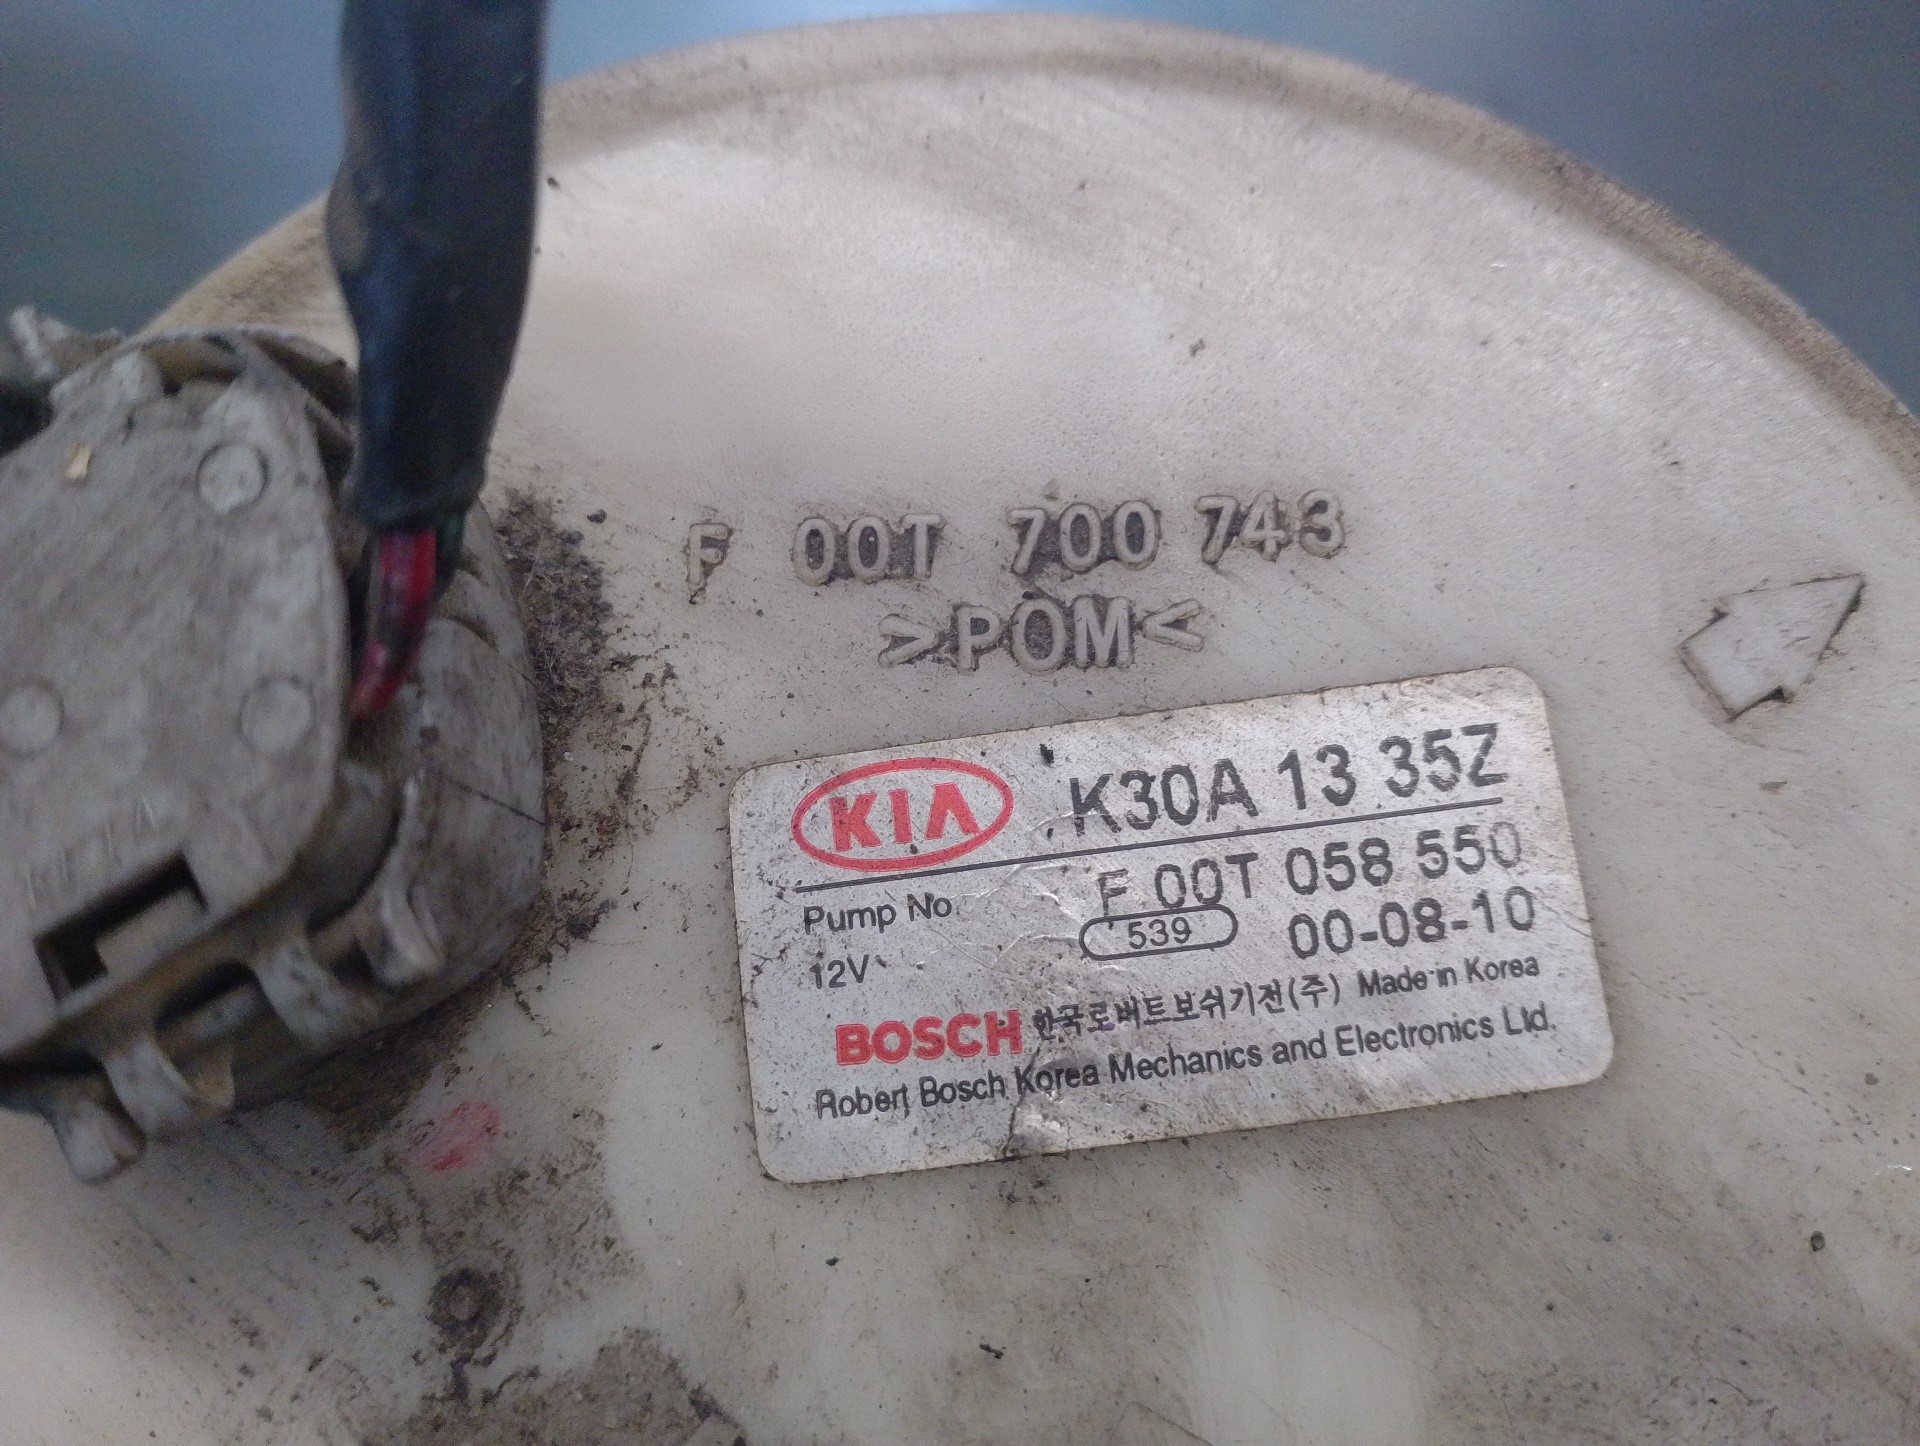 F 00T 700 743
>POM<
KIA K30A 13 35Z
Pump No. F 00T 058 550
12V 539 00-08-10
BOSCH 한국로버트보쉬기전(주) Made in Korea
Robert Bosch Korea Mechanics and Electronics Ltd.